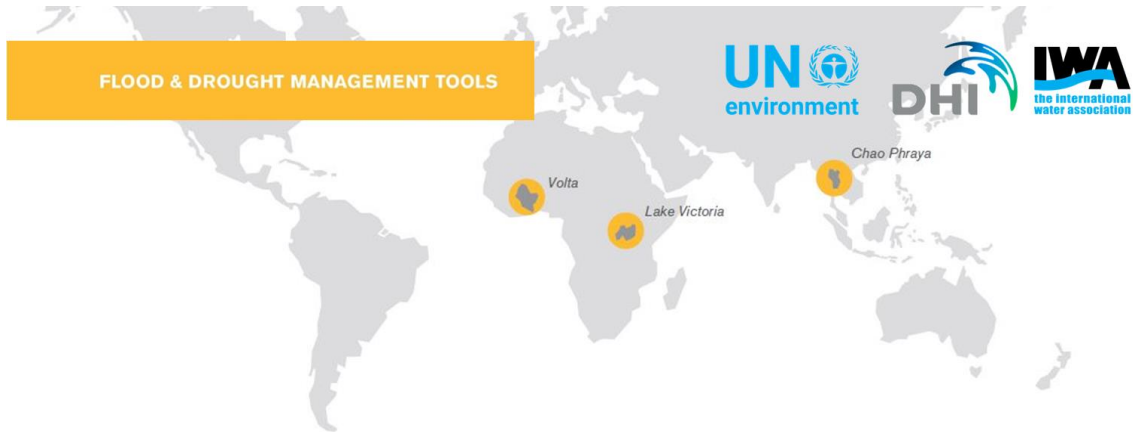 FLOOD & DROUGHT MANAGEMENT TOOLS
UN
environment
DHI
IWA
the international
water association
Chao Phraya
Volta
Lake Victoria